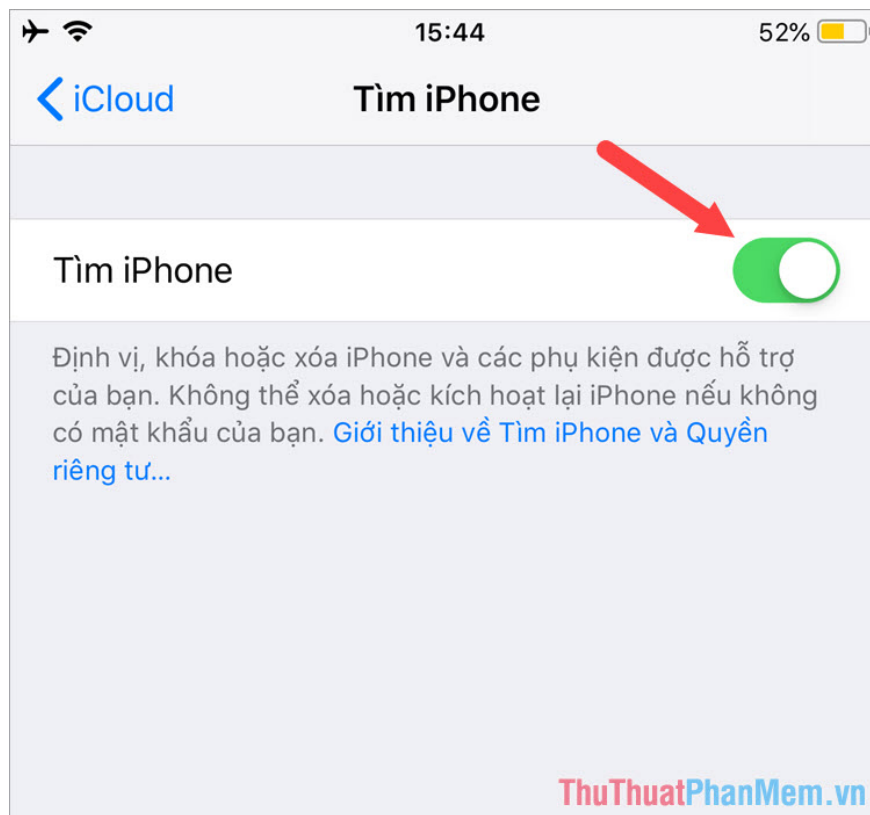 15:44
52%
iCloud
Tìm iPhone
Tìm iPhone
Định vị, khóa hoặc xóa iPhone và các phụ kiện được hỗ trợ
của bạn. Không thể xóa hoặc kích hoạt lại iPhone nếu không
có mật khẩu của bạn. Giới thiệu về Tìm iPhone và Quyền
riêng tư...
ThuThuatPhanMem.vn